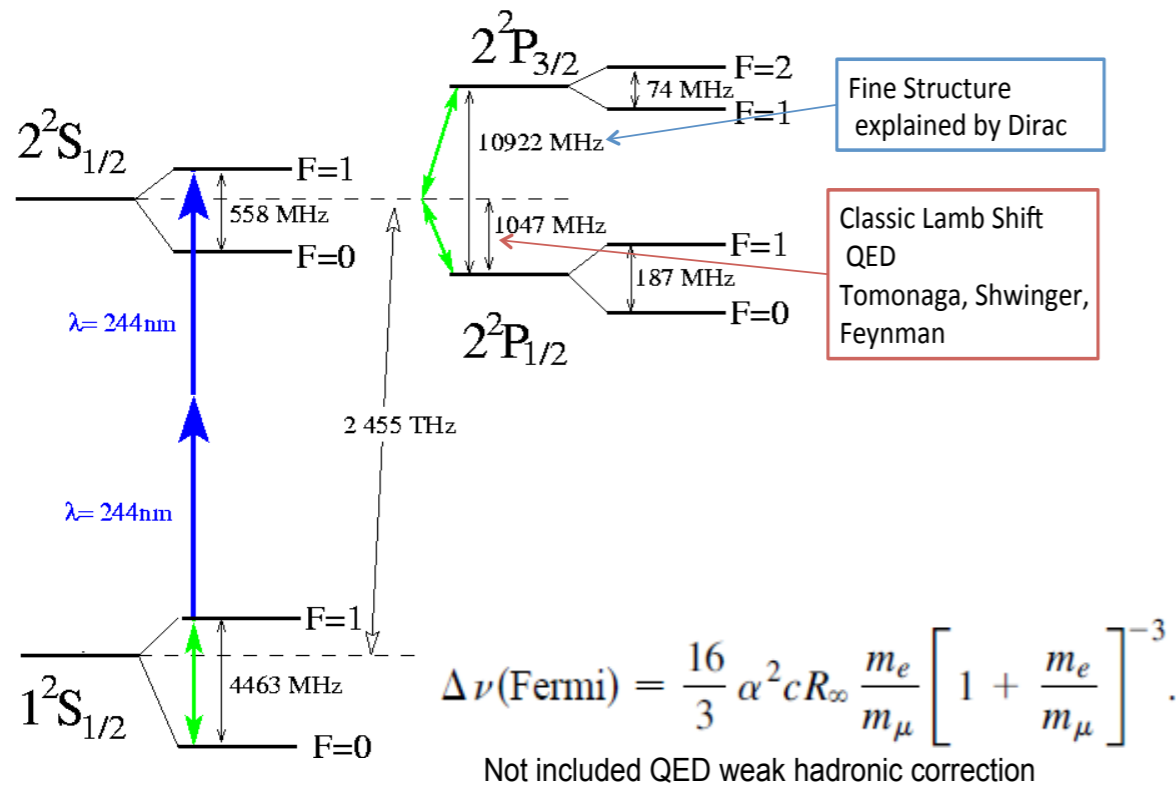 2²P₃/₂
F=2
74 MHz
F=1
10922 MHz
Fine Structure
explained by Dirac
2²S₁/₂
F=1
558 MHz
F=0
1047 MHz
F=1
187 MHz
F=0
2²P₁/₂
Classic Lamb Shift
QED
Tomonaga, Shwinger,
Feynman
λ= 244nm
2 455 THz
λ= 244nm
F=1
4463 MHz
1²S₁/₂
F=0
Δν(Fermi) = 16/3 α²cR∞ mₑ/mμ [1 + mₑ/mμ]⁻³.
Not included QED weak hadronic correction